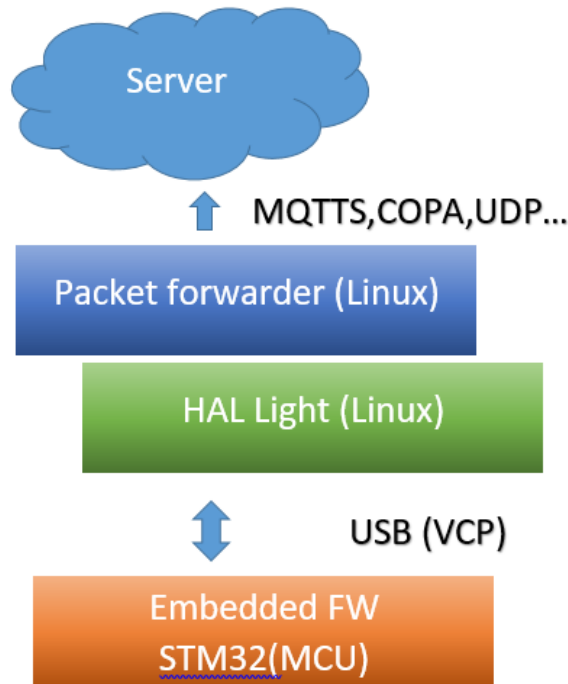 Server
MQTTS,COPA,UDP…
Packet forwarder (Linux)
HAL Light (Linux)
USB (VCP)
Embedded FW
STM32(MCU)